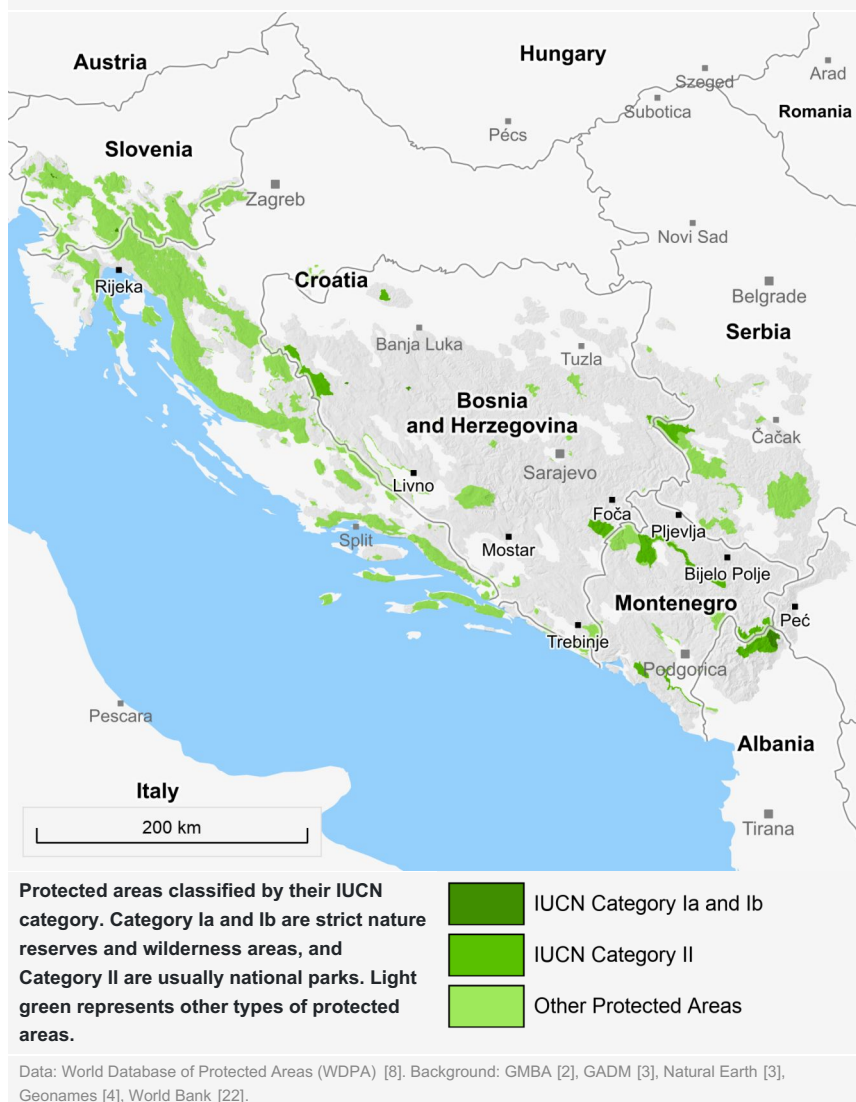 Austria
Hungary
Szeged
Arad
Subotica
Romania
Pécs
Slovenia
Zagreb
Novi Sad
Rijeka
Croatia
Belgrade
Banja Luka
Serbia
Tuzla
Bosnia
and Herzegovina
Čačak
Sarajevo
Livno
Foča
Pljevlja
Split
Mostar
Bijelo Polje
Montenegro
Peć
Trebinje
Podgorica
Pescara
Albania
Italy
200 km
Tirana
Protected areas classified by their IUCN
category. Category Ia and Ib are strict nature
reserves and wilderness areas, and
Category II are usually national parks. Light
green represents other types of protected
areas.
IUCN Category Ia and Ib
IUCN Category II
Other Protected Areas
Data: World Database of Protected Areas (WDPA) [8]. Background: GMBA [2], GADM [3], Natural Earth [3],
Geonames [4], World Bank [22].